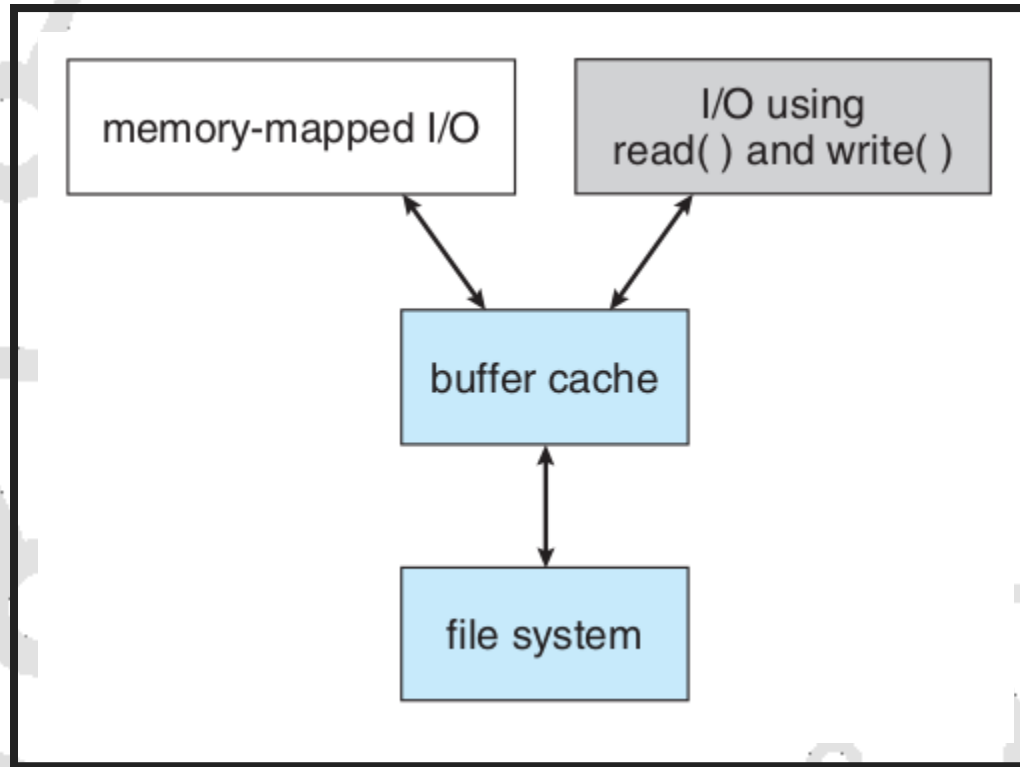 memory-mapped I/O
I/O using
read( ) and write( )
buffer cache
file system